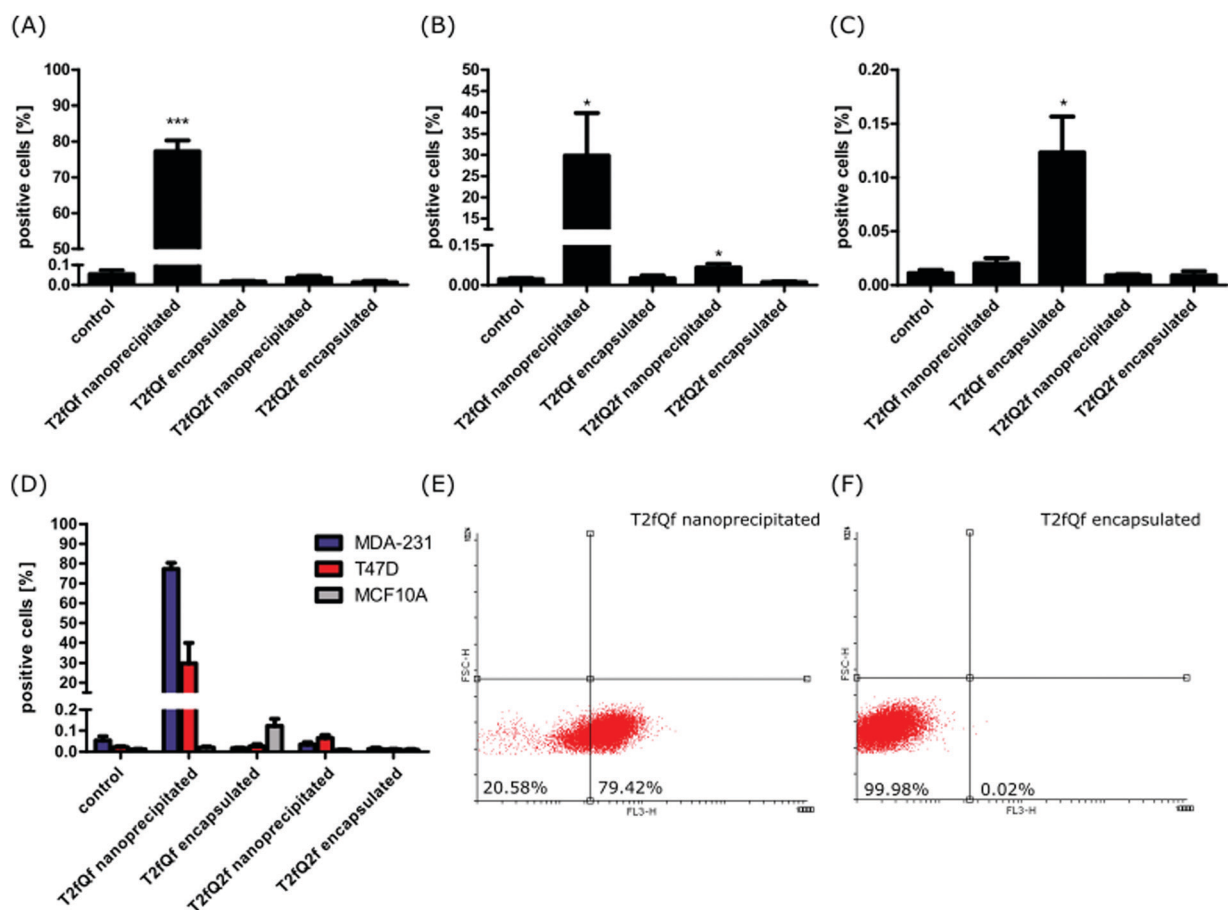 (A)
positive cells [%]
100
90
80
70
60
50
0.1
0.0
***
control
T2fQf nanoprecipitated
T2fQf encapsulated
T2fQ2f nanoprecipitated
T2fQ2f encapsulated
(B)
positive cells [%]
50
45
40
35
30
25
20
15
0.15
0.00
*
*
control
T2fQf nanoprecipitated
T2fQf encapsulated
T2fQ2f nanoprecipitated
T2fQ2f encapsulated
(C)
positive cells [%]
0.20
0.15
0.10
0.05
0.00
*
control
T2fQf nanoprecipitated
T2fQf encapsulated
T2fQ2f nanoprecipitated
T2fQ2f encapsulated
(D)
positive cells [%]
100
90
80
70
60
50
40
30
20
0.2
0.1
0.0
MDA-231
T47D
MCF10A
control
T2fQf nanoprecipitated
T2fQf encapsulated
T2fQ2f nanoprecipitated
T2fQ2f encapsulated
(E)
T2fQf nanoprecipitated
FSC-H
20.58%
79.42%
FL3-H
(F)
T2fQf encapsulated
FSC-H
99.98%
0.02%
FL3-H